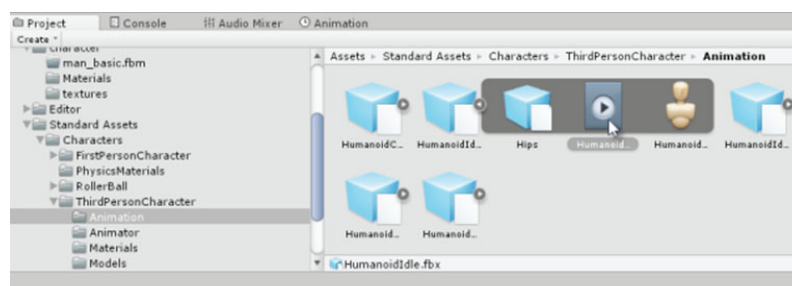 Project Console Audio Mixer Animation
Create
character
man_basic.fbm
Materials
textures
Editor
Standard Assets
Characters
FirstPersonCharacter
PhysicsMaterials
RollerBall
ThirdPersonCharacter
Animation
Animator
Materials
Models
Assets ▸ Standard Assets ▸ Characters ▸ ThirdPersonCharacter ▸ Animation
HumanoidC… HumanoidId… Hips Humanoid… Humanoid… HumanoidId…
Humanoid… Humanoid…
HumanoidIdle.fbx